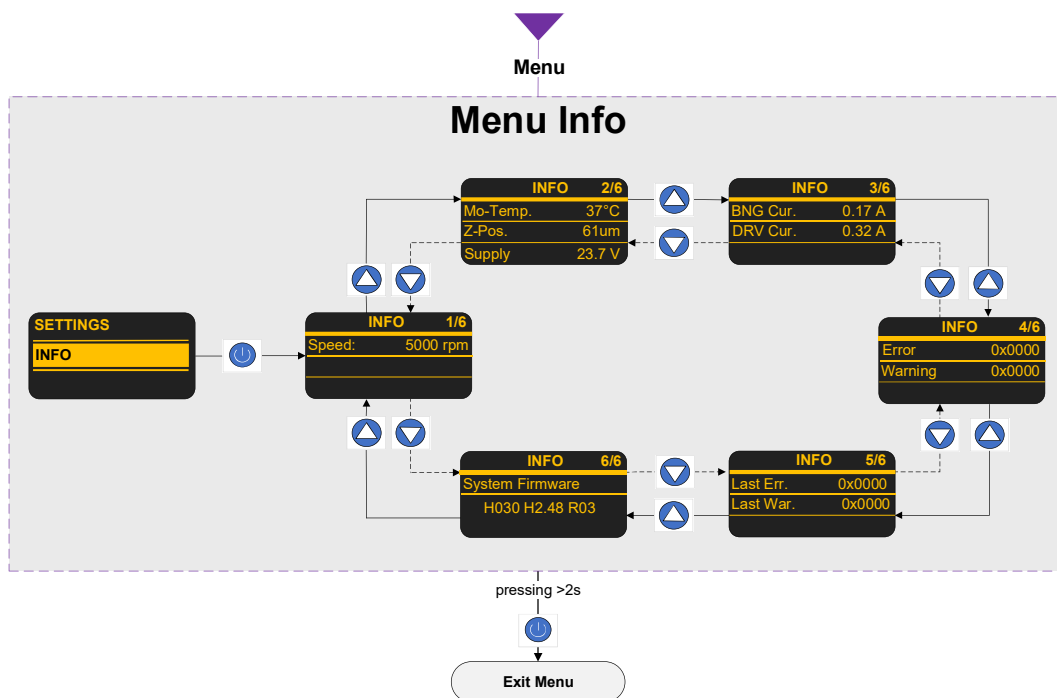 Menu
Menu Info
INFO 2/6
Mo-Temp. 37°C
Z-Pos. 61um
Supply 23.7 V
INFO 3/6
BNG Cur. 0.17 A
DRV Cur. 0.32 A
SETTINGS
INFO
INFO 1/6
Speed: 5000 rpm
INFO 4/6
Error 0x0000
Warning 0x0000
INFO 6/6
System Firmware
H030 H2.48 R03
INFO 5/6
Last Err. 0x0000
Last War. 0x0000
pressing >2s
Exit Menu